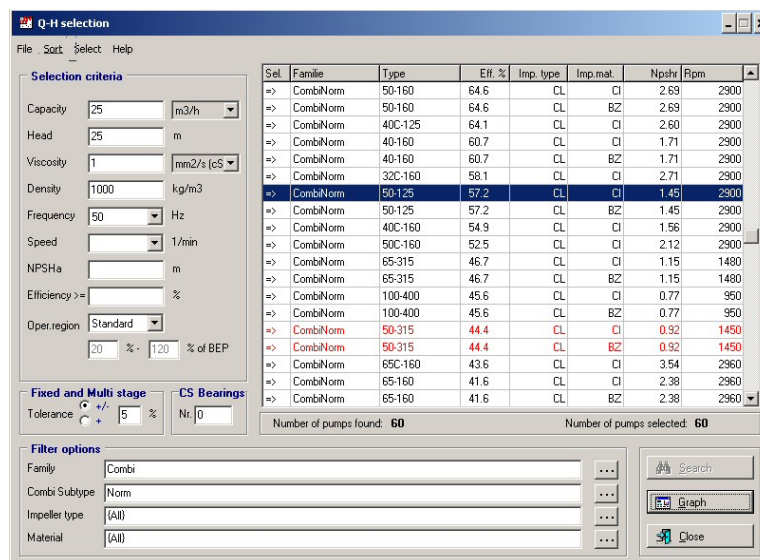 Q-H selection
File Sort Select Help
Selection criteria
Capacity 25 m3/h
Head 25 m
Viscosity 1 mm2/s (cS
Density 1000 kg/m3
Frequency 50 Hz
Speed 1/min
NPSHa m
Efficiency >= %
Oper.region Standard
20 % - 120 % of BEP
Fixed and Multi stage
Tolerance +/- + 5 %
CS Bearings
Nr. 0
Sel. Familie Type Eff. % Imp. type Imp.mat. Npshr Rpm
=> CombiNorm 50-160 64.6 CL CI 2.69 2900
=> CombiNorm 50-160 64.6 CL BZ 2.69 2900
=> CombiNorm 40C-125 64.1 CL CI 2.60 2900
=> CombiNorm 40-160 60.7 CL CI 1.71 2900
=> CombiNorm 40-160 60.7 CL BZ 1.71 2900
=> CombiNorm 32C-160 58.1 CL CI 2.71 2900
=> CombiNorm 50-125 57.2 CL CI 1.45 2900
=> CombiNorm 50-125 57.2 CL BZ 1.45 2900
=> CombiNorm 40C-160 54.9 CL CI 1.56 2900
=> CombiNorm 50C-160 52.5 CL CI 2.12 2900
=> CombiNorm 65-315 46.7 CL CI 1.15 1480
=> CombiNorm 65-315 46.7 CL BZ 1.15 1480
=> CombiNorm 100-400 45.6 CL CI 0.77 950
=> CombiNorm 100-400 45.6 CL BZ 0.77 950
=> CombiNorm 50-315 44.4 CL CI 0.92 1450
=> CombiNorm 50-315 44.4 CL BZ 0.92 1450
=> CombiNorm 65C-160 43.6 CL CI 3.54 2960
=> CombiNorm 65-160 41.6 CL CI 2.38 2960
=> CombiNorm 65-160 41.6 CL BZ 2.38 2960
Number of pumps found: 60 Number of pumps selected: 60
Filter options
Family Combi ...
Combi Subtype Norm ...
Impeller type {All} ...
Material {All} ...
Search
Graph
Close